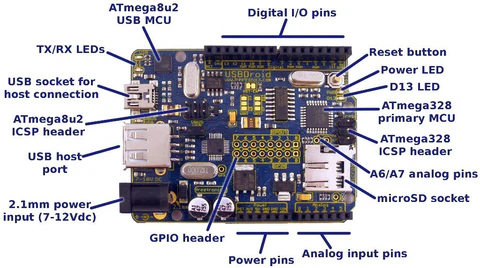 ATmega8u2
USB MCU
Digital I/O pins
TX/RX LEDs
Reset button
Power LED
D13 LED
USB socket for
host connection
USBDroid
ATmega328
primary MCU
ATmega8u2
ICSP header
ATmega328
ICSP header
USB host
port
A6/A7 analog pins
microSD socket
2.1mm power
input (7-12Vdc)
freetronics
GPIO header
Power
Power pins
Analog input pins